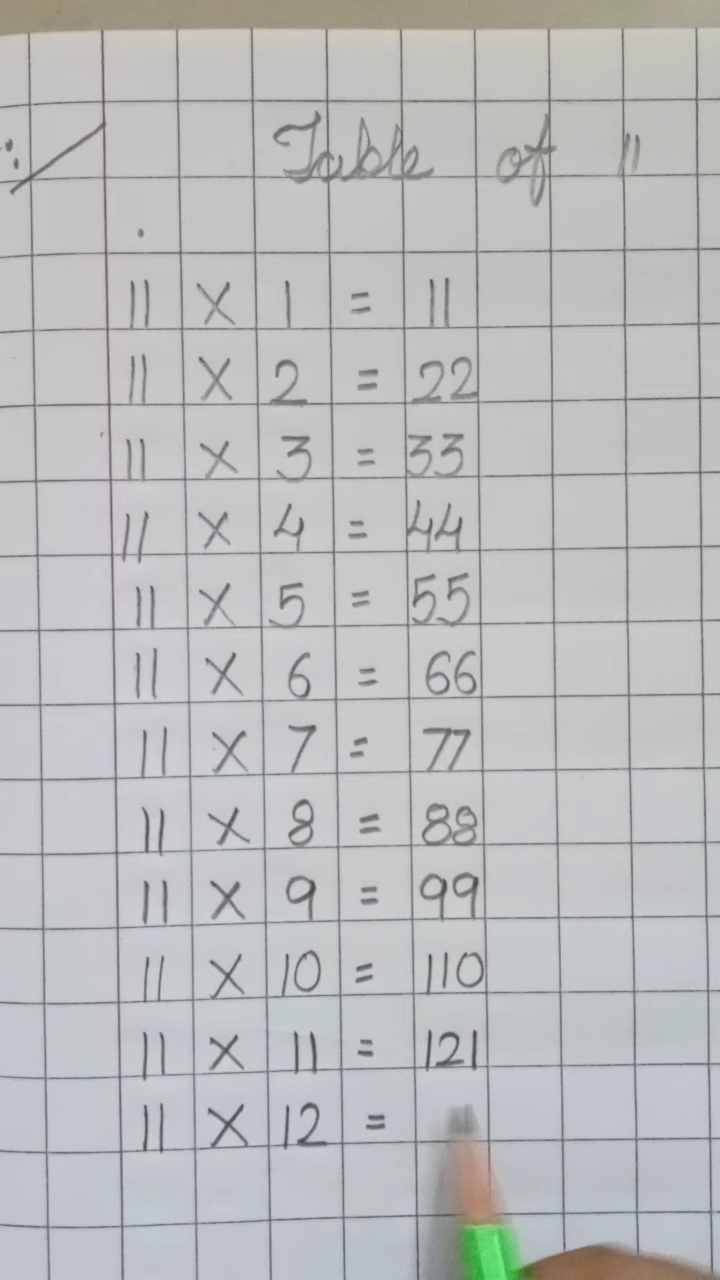 Table of 11
11 X 1 = 11
11 X 2 = 22
11 X 3 = 33
11 X 4 = 44
11 X 5 = 55
11 X 6 = 66
11 X 7 = 77
11 X 8 = 88
11 X 9 = 99
11 X 10 = 110
11 X 11 = 121
11 X 12 =